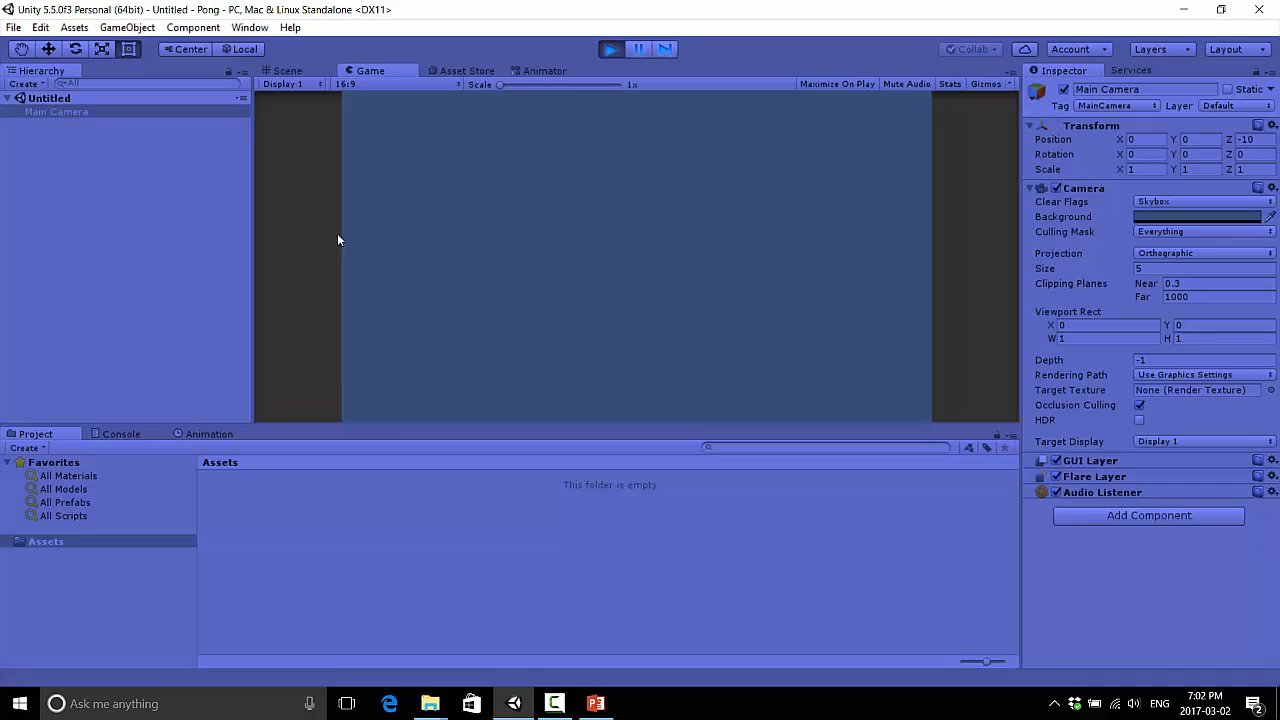 Unity 5.5.0f3 Personal (64bit) - Untitled - Pong - PC, Mac & Linux Standalone <DX11>
File Edit Assets GameObject Component Window Help
Center Local Collab Account Layers Layout
Hierarchy Scene Game Asset Store Animator Inspector Services
Create All Display 1 16:9 Scale 1x Maximize On Play Mute Audio Stats Gizmos
Main Camera Static
Untitled
Main Camera
Tag MainCamera Layer Default
Transform
Position X 0 Y 0 Z -10
Rotation X 0 Y 0 Z 0
Scale X 1 Y 1 Z 1
Camera
Clear Flags Skybox
Background
Culling Mask Everything
Projection Orthographic
Size 5
Clipping Planes Near 0.3
Far 1000
Viewport Rect
X 0 Y 0
W 1 H 1
Depth -1
Rendering Path Use Graphics Settings
Target Texture None (Render Texture)
Occlusion Culling
HDR
Target Display Display 1
GUI Layer
Flare Layer
Audio Listener
Add Component
Project Console Animation
Create
Favorites
All Materials
All Models
All Prefabs
All Scripts
Assets
Assets
This folder is empty
Ask me anything
ENG
7:02 PM
2017-03-02
2